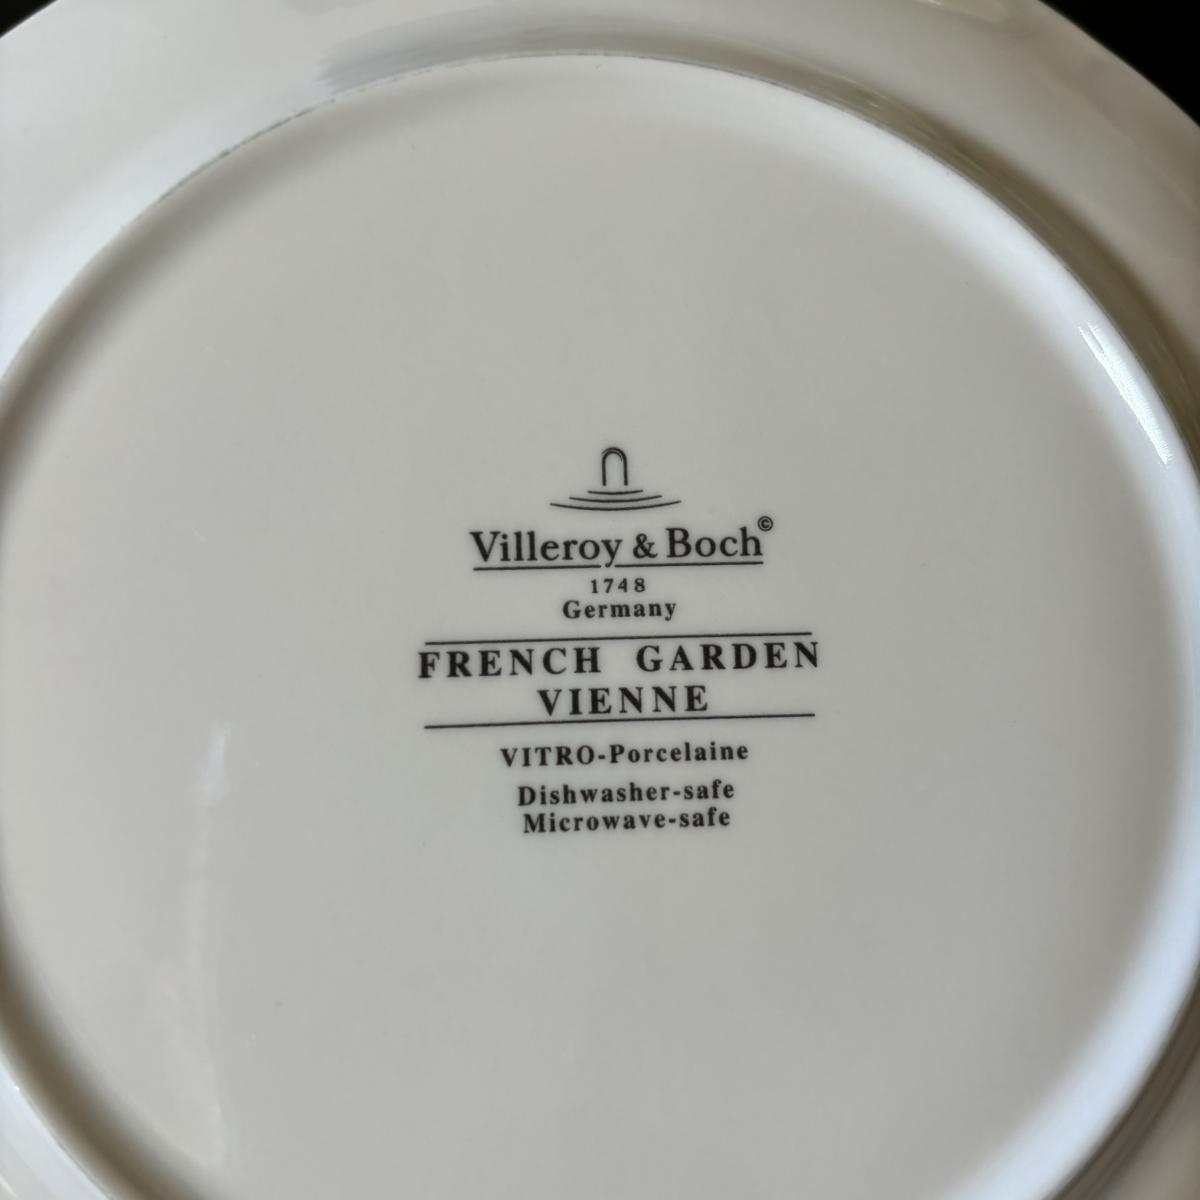 Villeroy & Boch©
1748
Germany
FRENCH GARDEN
VIENNE
VITRO-Porcelaine
Dishwasher-safe
Microwave-safe